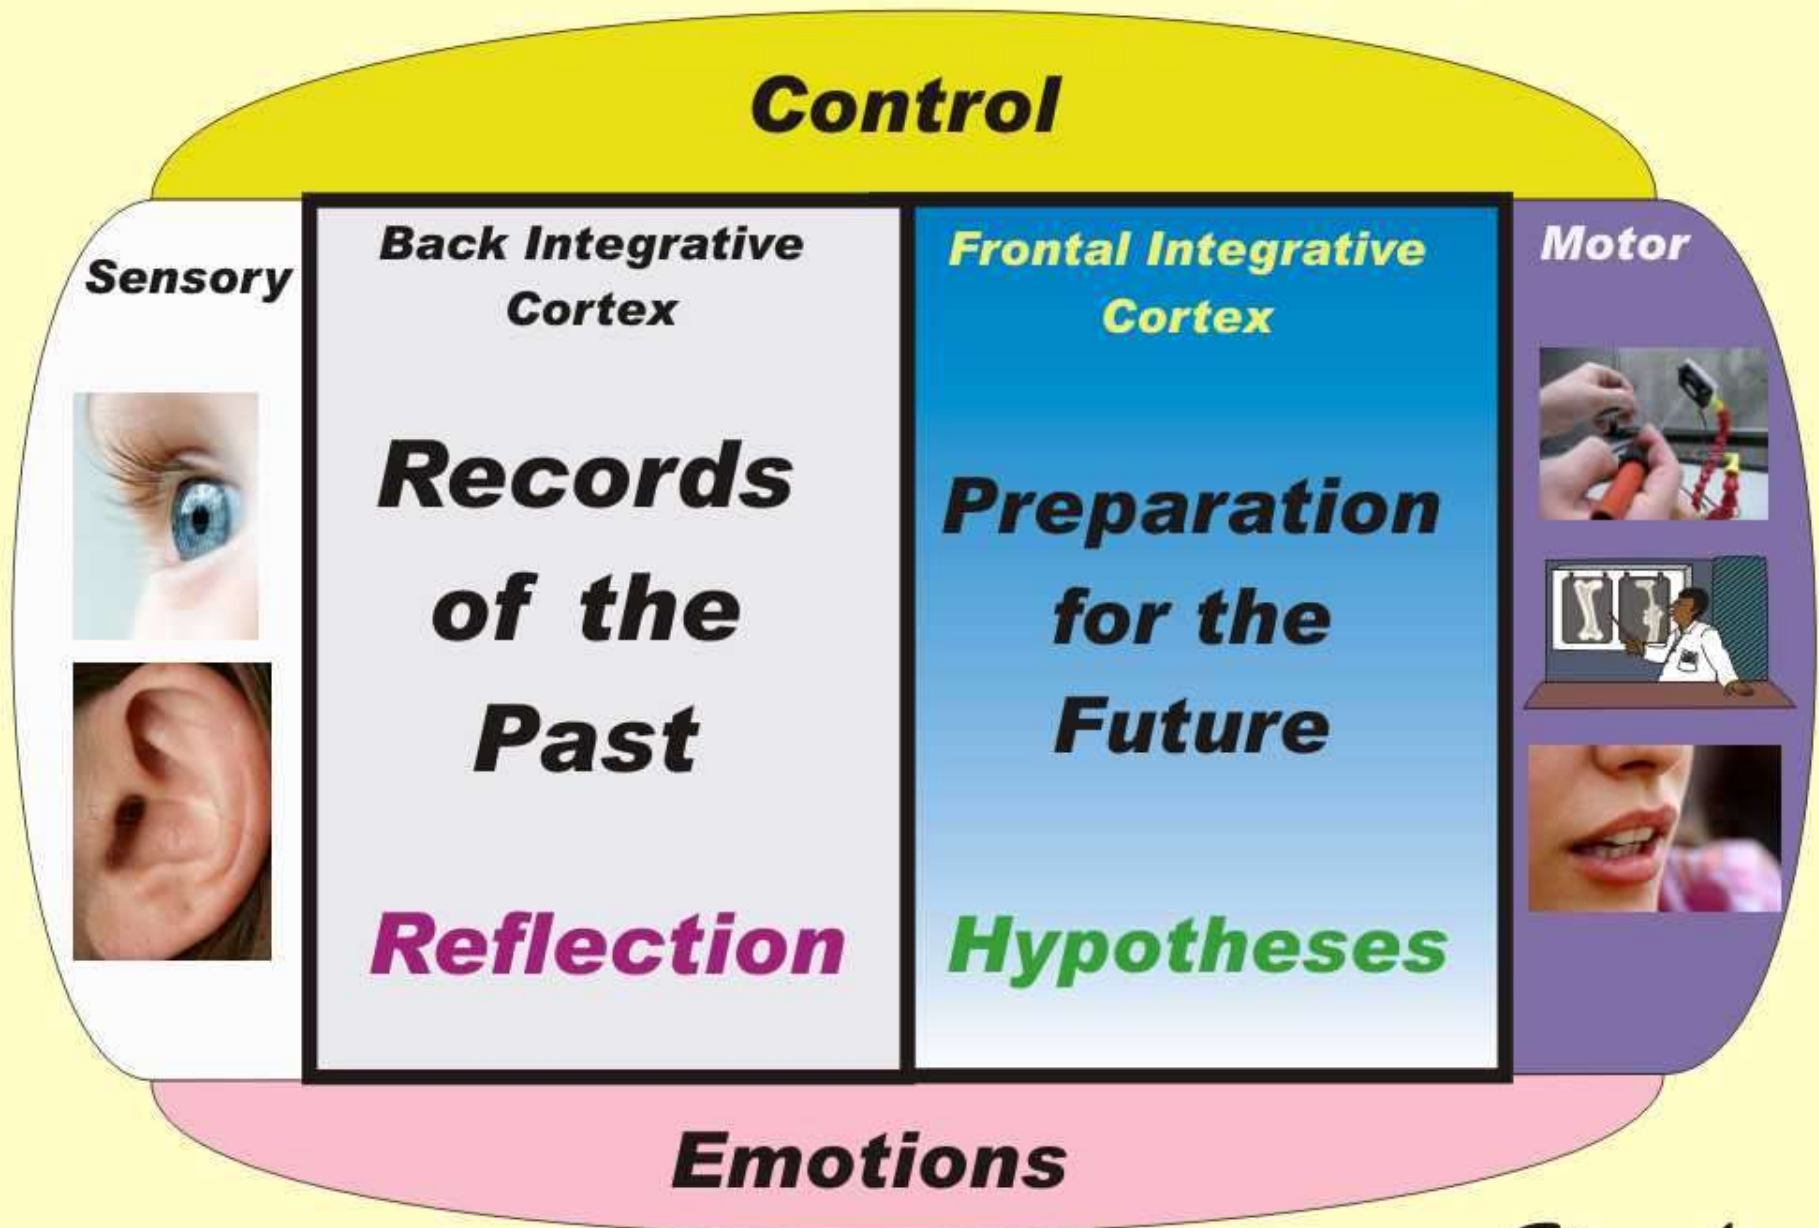 Control
Sensory
Back Integrative
Cortex
Records
of the
Past
Reflection
Frontal Integrative
Cortex
Preparation
for the
Future
Hypotheses
Motor
Emotions